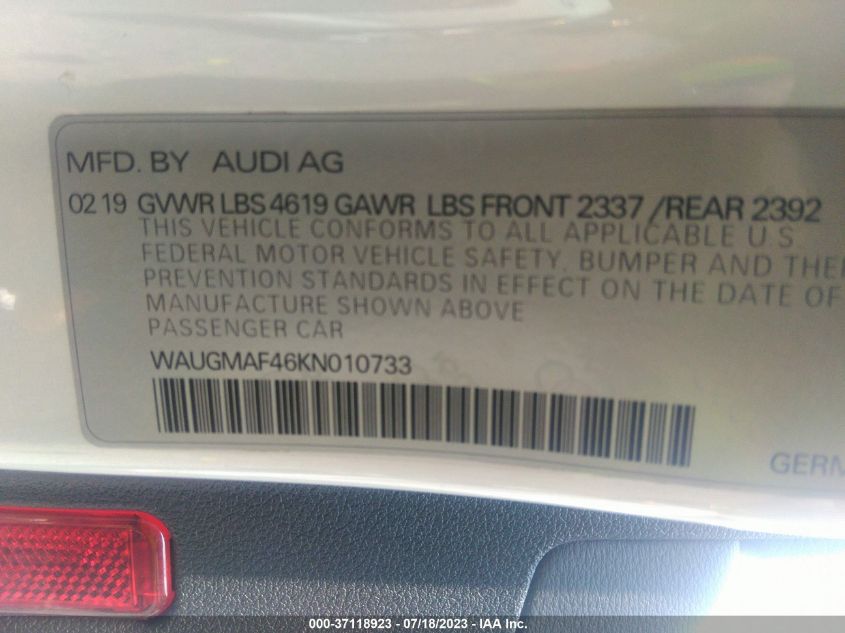 MFD. BY AUDI AG
02 19 GVWR LBS 4619 GAWR LBS FRONT 2337 /REAR 2392
THIS VEHICLE CONFORMS TO ALL APPLICABLE U.S
FEDERAL MOTOR VEHICLE SAFETY, BUMPER AND THE
PREVENTION STANDARDS IN EFFECT ON THE DATE OF
MANUFACTURE SHOWN ABOVE
PASSENGER CAR
WAUGMAF46KN010733
GERM
000-37118923 / 07/18/2023 - IAA Inc.